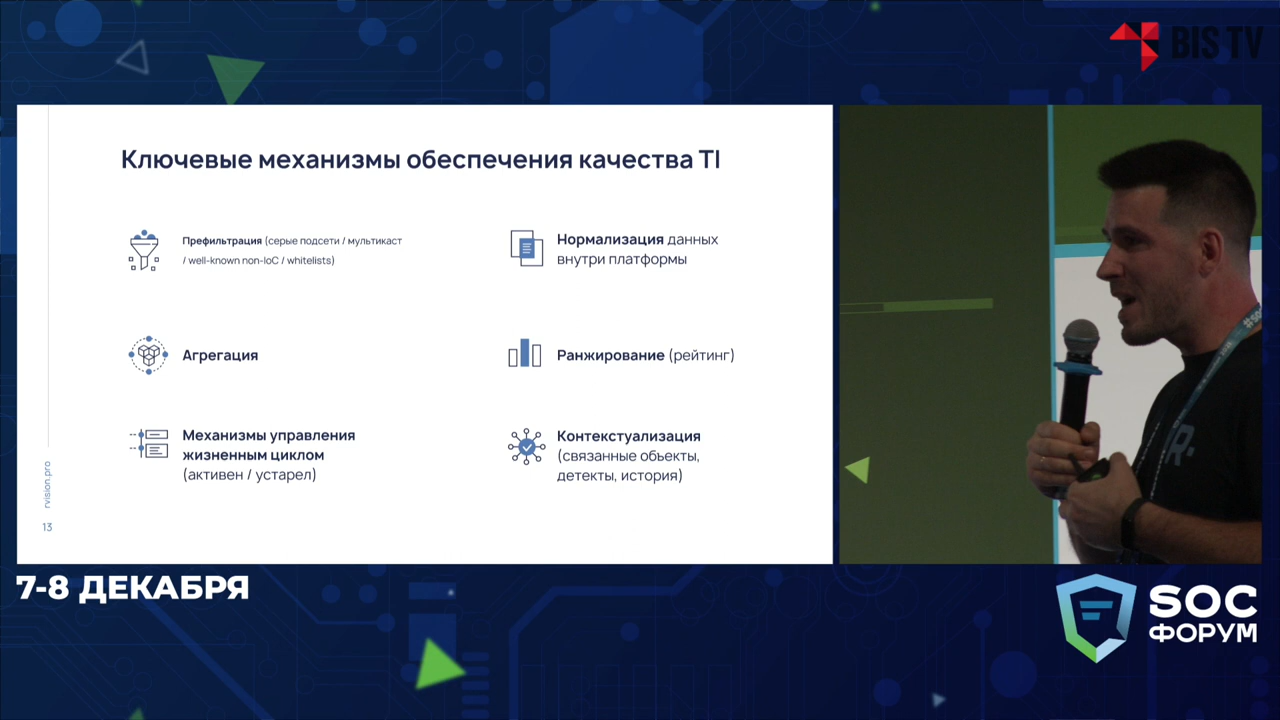 BIS TV
Ключевые механизмы обеспечения качества TI
Префильтрация (серые подсети / мультикаст
/ well-known non-IoC / whitelists)
Нормализация данных
внутри платформы
Агрегация
Ранжирование (рейтинг)
Механизмы управления
жизненным циклом
(активен / устарел)
Контекстуализация
(связанные объекты,
детекты, история)
rvision.pro
13
R·
7-8 ДЕКАБРЯ
SOC
ФОРУМ